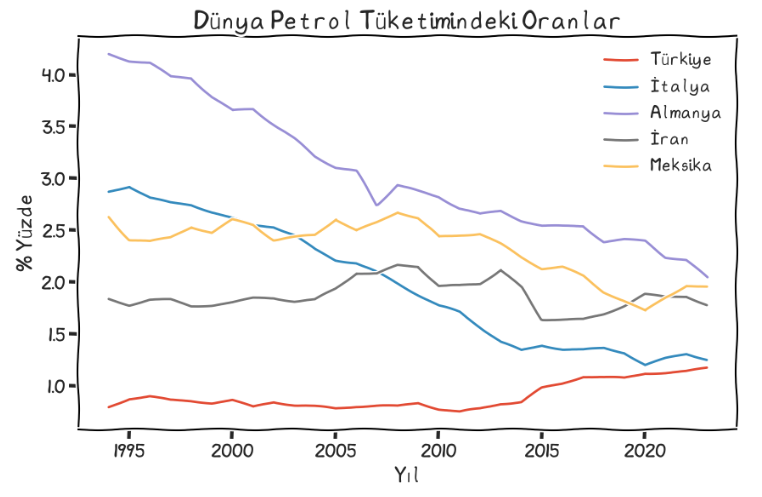 Dünya Petrol Tüketimindeki Oranlar
Türkiye
İtalya
Almanya
İran
Meksika
% Yüzde
4.0
3.5
3.0
2.5
2.0
1.5
1.0
1995 2000 2005 2010 2015 2020
Yıl